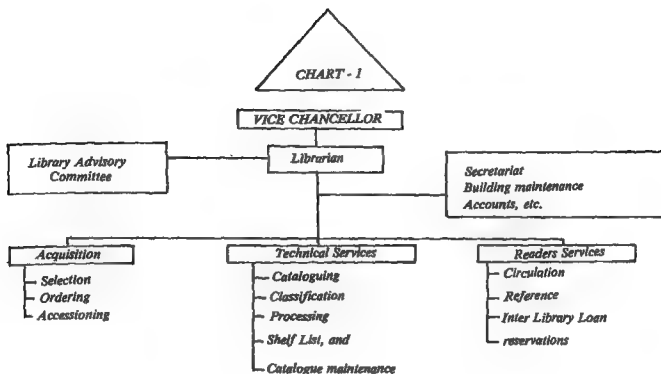 CHART - 1
VICE CHANCELLOR
Library Advisory
Committee
Librarian
Secretariat
Building maintenance
Accounts, etc.
Acquisition
Selection
Ordering
Accessioning
Technical Services
Cataloguing
Classification
Processing
Shelf List, and
Catalogue maintenance
Readers Services
Circulation
Reference
Inter Library Loan
reservations